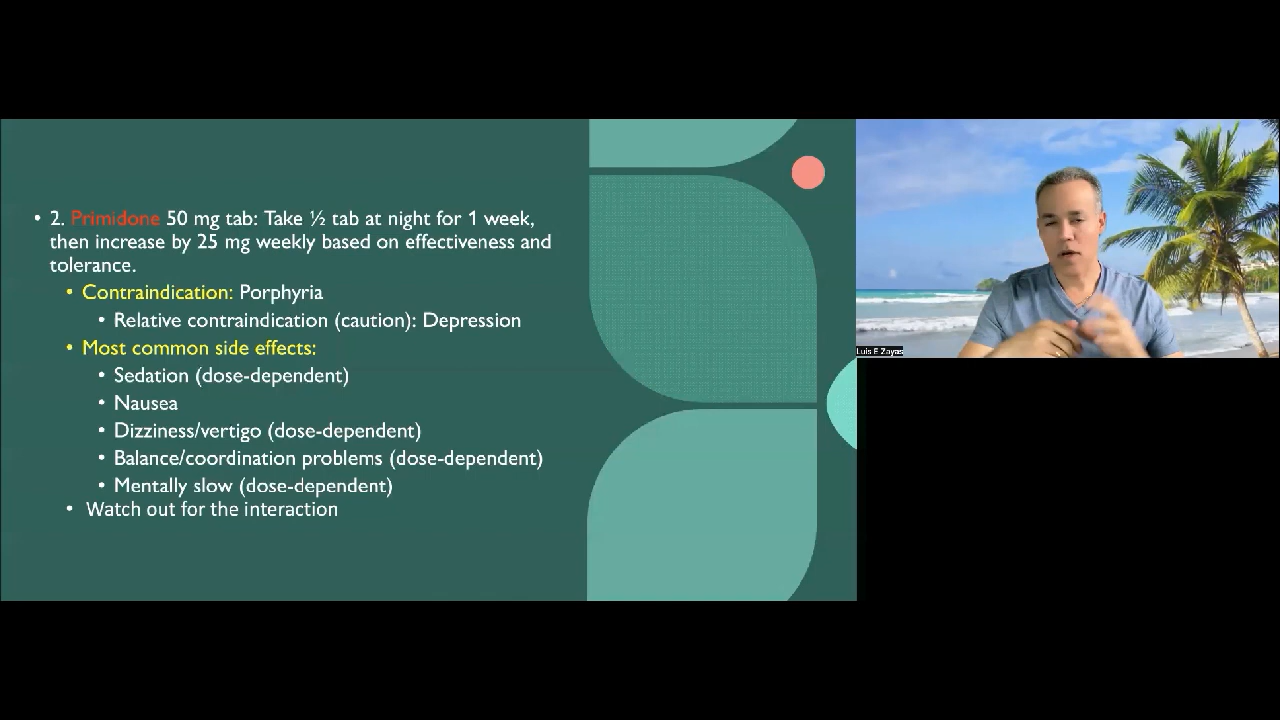 • 2. Primidone 50 mg tab: Take ½ tab at night for 1 week,
then increase by 25 mg weekly based on effectiveness and
tolerance.
• Contraindication: Porphyria
• Relative contraindication (caution): Depression
• Most common side effects:
• Sedation (dose-dependent)
• Nausea
• Dizziness/vertigo (dose-dependent)
• Balance/coordination problems (dose-dependent)
• Mentally slow (dose-dependent)
• Watch out for the interaction
Luis E Zayas